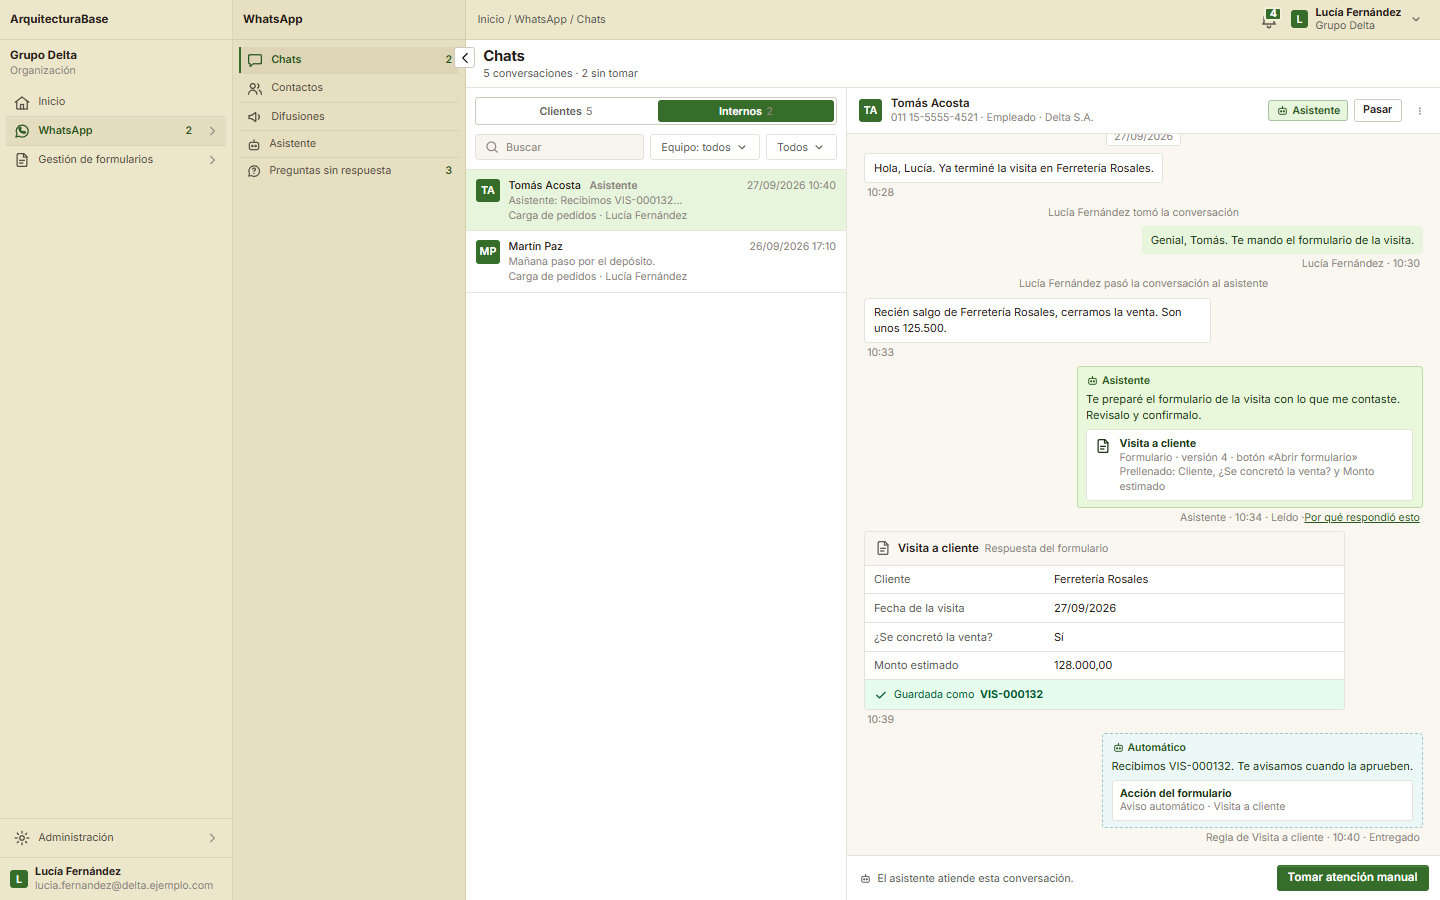 ArquitecturaBase
Grupo Delta
Organización
Inicio
WhatsApp 2
Gestión de formularios
Administración
L Lucía Fernández
lucia.fernandez@delta.ejemplo.com
WhatsApp
Chats 2
Contactos
Difusiones
Asistente
Preguntas sin respuesta 3
Inicio / WhatsApp / Chats
4
L Lucía Fernández
Grupo Delta
Chats
5 conversaciones · 2 sin tomar
Clientes 5 Internos 2
Buscar Equipo: todos Todos
TA Tomás Acosta Asistente 27/09/2026 10:40
Asistente: Recibimos VIS-000132...
Carga de pedidos · Lucía Fernández
MP Martín Paz 26/09/2026 17:10
Mañana paso por el depósito.
Carga de pedidos · Lucía Fernández
TA Tomás Acosta
011 15-5555-4521 · Empleado · Delta S.A.
Asistente Pasar
27/09/2026
Hola, Lucía. Ya terminé la visita en Ferretería Rosales.
10:28
Lucía Fernández tomó la conversación
Genial, Tomás. Te mando el formulario de la visita.
Lucía Fernández · 10:30
Lucía Fernández pasó la conversación al asistente
Recién salgo de Ferretería Rosales, cerramos la venta. Son
unos 125.500.
10:33
Asistente
Te preparé el formulario de la visita con lo que me contaste.
Revisalo y confirmalo.
Visita a cliente
Formulario · versión 4 · botón «Abrir formulario»
Prellenado: Cliente, ¿Se concretó la venta? y Monto
estimado
Asistente · 10:34 · Leído ·Por qué respondió esto
Visita a cliente Respuesta del formulario
Cliente Ferretería Rosales
Fecha de la visita 27/09/2026
¿Se concretó la venta? Sí
Monto estimado 128.000,00
Guardada como VIS-000132
10:39
Automático
Recibimos VIS-000132. Te avisamos cuando la aprueben.
Acción del formulario
Aviso automático · Visita a cliente
Regla de Visita a cliente · 10:40 · Entregado
El asistente atiende esta conversación.
Tomar atención manual